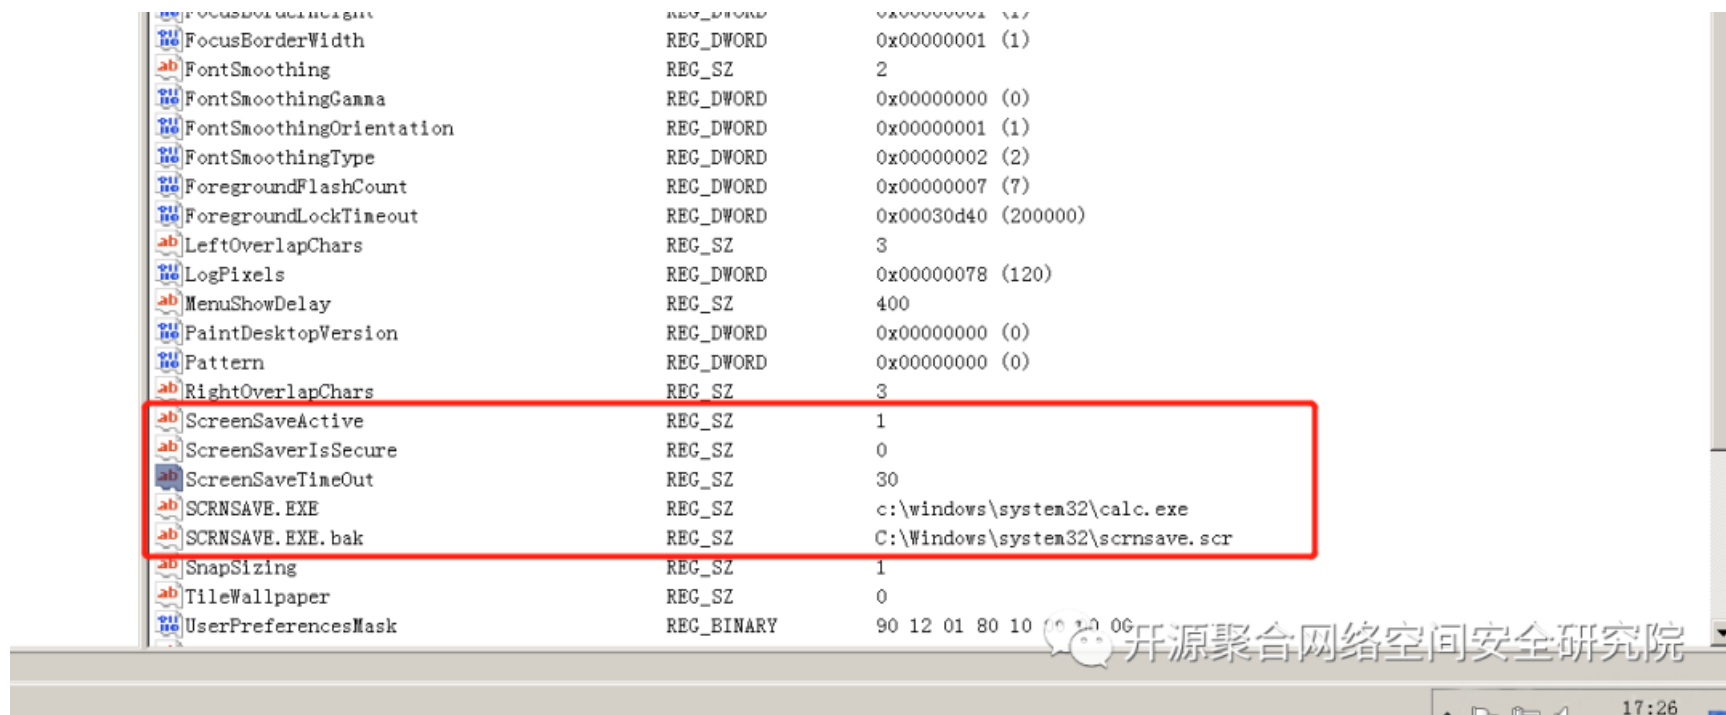 FocusBorderHeight REG_DWORD 0x00000001 (1)
FocusBorderWidth REG_DWORD 0x00000001 (1)
FontSmoothing REG_SZ 2
FontSmoothingGamma REG_DWORD 0x00000000 (0)
FontSmoothingOrientation REG_DWORD 0x00000001 (1)
FontSmoothingType REG_DWORD 0x00000002 (2)
ForegroundFlashCount REG_DWORD 0x00000007 (7)
ForegroundLockTimeout REG_DWORD 0x00030d40 (200000)
LeftOverlapChars REG_SZ 3
LogPixels REG_DWORD 0x00000078 (120)
MenuShowDelay REG_SZ 400
PaintDesktopVersion REG_DWORD 0x00000000 (0)
Pattern REG_DWORD 0x00000000 (0)
RightOverlapChars REG_SZ 3
ScreenSaveActive REG_SZ 1
ScreenSaverIsSecure REG_SZ 0
ScreenSaveTimeOut REG_SZ 30
SCRNSAVE.EXE REG_SZ c:\windows\system32\calc.exe
SCRNSAVE.EXE.bak REG_SZ C:\Windows\system32\scrnsave.scr
SnapSizing REG_SZ 1
TileWallpaper REG_SZ 0
UserPreferencesMask REG_BINARY 90 12 01 80 10
开源聚合网络空间安全研究院
17:26